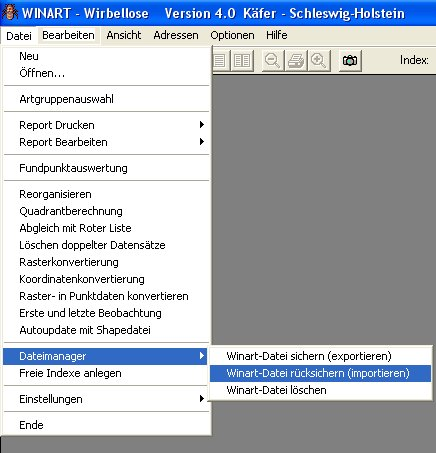 WINART - Wirbellose Version 4.0 Käfer - Schleswig-Holstein
Datei Bearbeiten Ansicht Adressen Optionen Hilfe
Index:
Neu
Öffnen...
Artgruppenauswahl
Report Drucken
Report Bearbeiten
Fundpunktauswertung
Reorganisieren
Quadrantberechnung
Abgleich mit Roter Liste
Löschen doppelter Datensätze
Rasterkonvertierung
Koordinatenkonvertierung
Raster- in Punktdaten konvertieren
Erste und letzte Beobachtung
Autoupdate mit Shapedatei
Dateimanager
Winart-Datei sichern (exportieren)
Winart-Datei rücksichern (importieren)
Winart-Datei löschen
Freie Indexe anlegen
Einstellungen
Ende